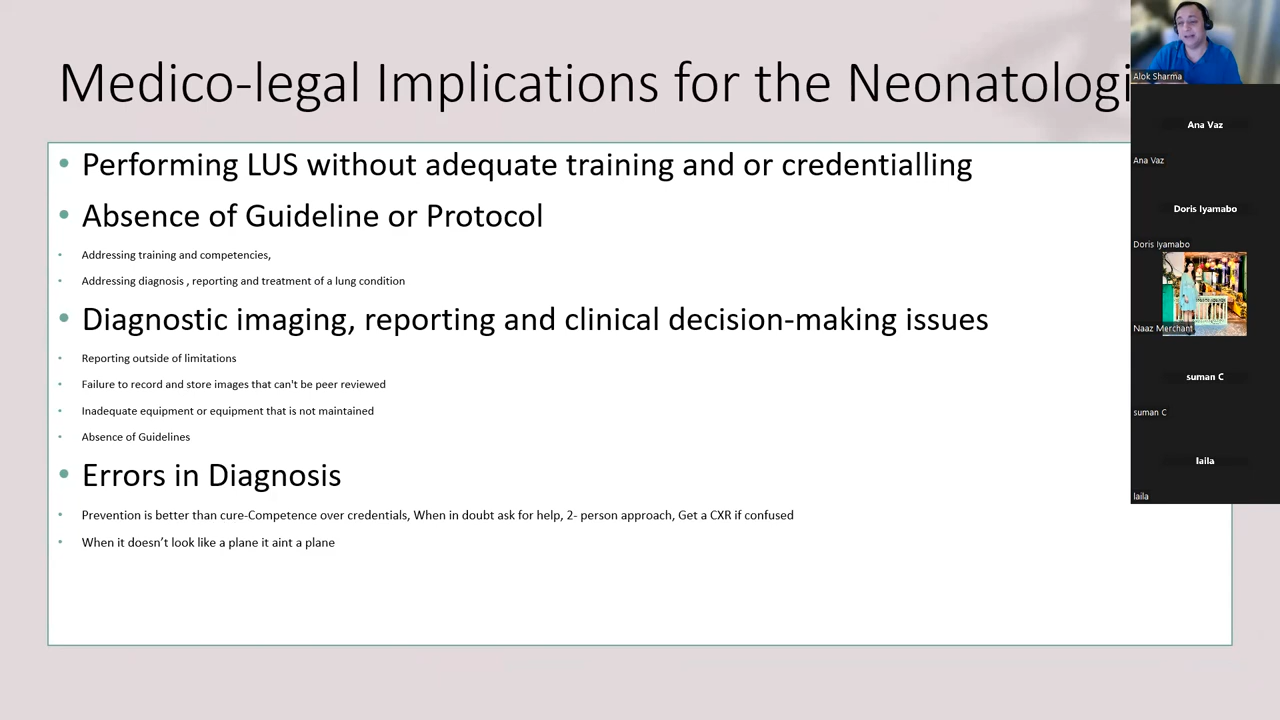 Medico-legal Implications for the Neonatologi
• Performing LUS without adequate training and or credentialling
• Absence of Guideline or Protocol
• Addressing training and competencies,
• Addressing diagnosis , reporting and treatment of a lung condition
• Diagnostic imaging, reporting and clinical decision-making issues
• Reporting outside of limitations
• Failure to record and store images that can't be peer reviewed
• Inadequate equipment or equipment that is not maintained
• Absence of Guidelines
• Errors in Diagnosis
• Prevention is better than cure-Competence over credentials, When in doubt ask for help, 2- person approach, Get a CXR if confused
• When it doesn’t look like a plane it aint a plane
Alok Sharma
Ana Vaz
Ana Vaz
Doris Iyamabo
Doris Iyamabo
Naaz Merchant
suman C
suman C
laila
laila